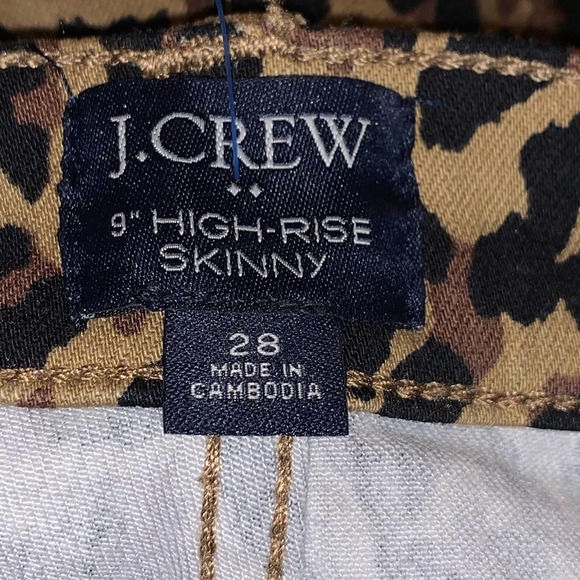 J.CREW
9" HIGH-RISE
SKINNY
28
MADE IN
CAMBODIA